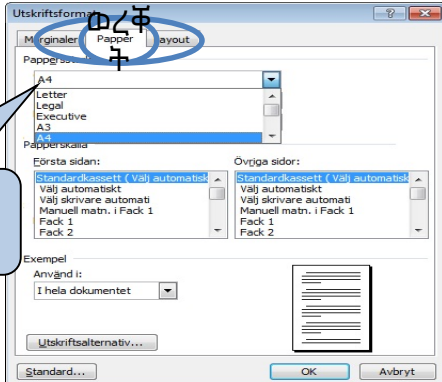 Utskriftsformat
ወረቐ
ት
Marginaler Papper Layout
A4
Letter
Legal
Executive
A3
A4
Papperskälla
Första sidan: Övriga sidor:
Standardkassett (Välj automatisk Standardkassett (Välj automatisk
Välj automatiskt Välj automatiskt
Välj skrivare automati Välj skrivare automati
Manuell matn. i Fack 1 Manuell matn. i Fack 1
Fack 1 Fack 1
Fack 2 Fack 2
Exempel
Använd i:
I hela dokumentet
Utskriftsalternativ...
Standard... OK Avbryt